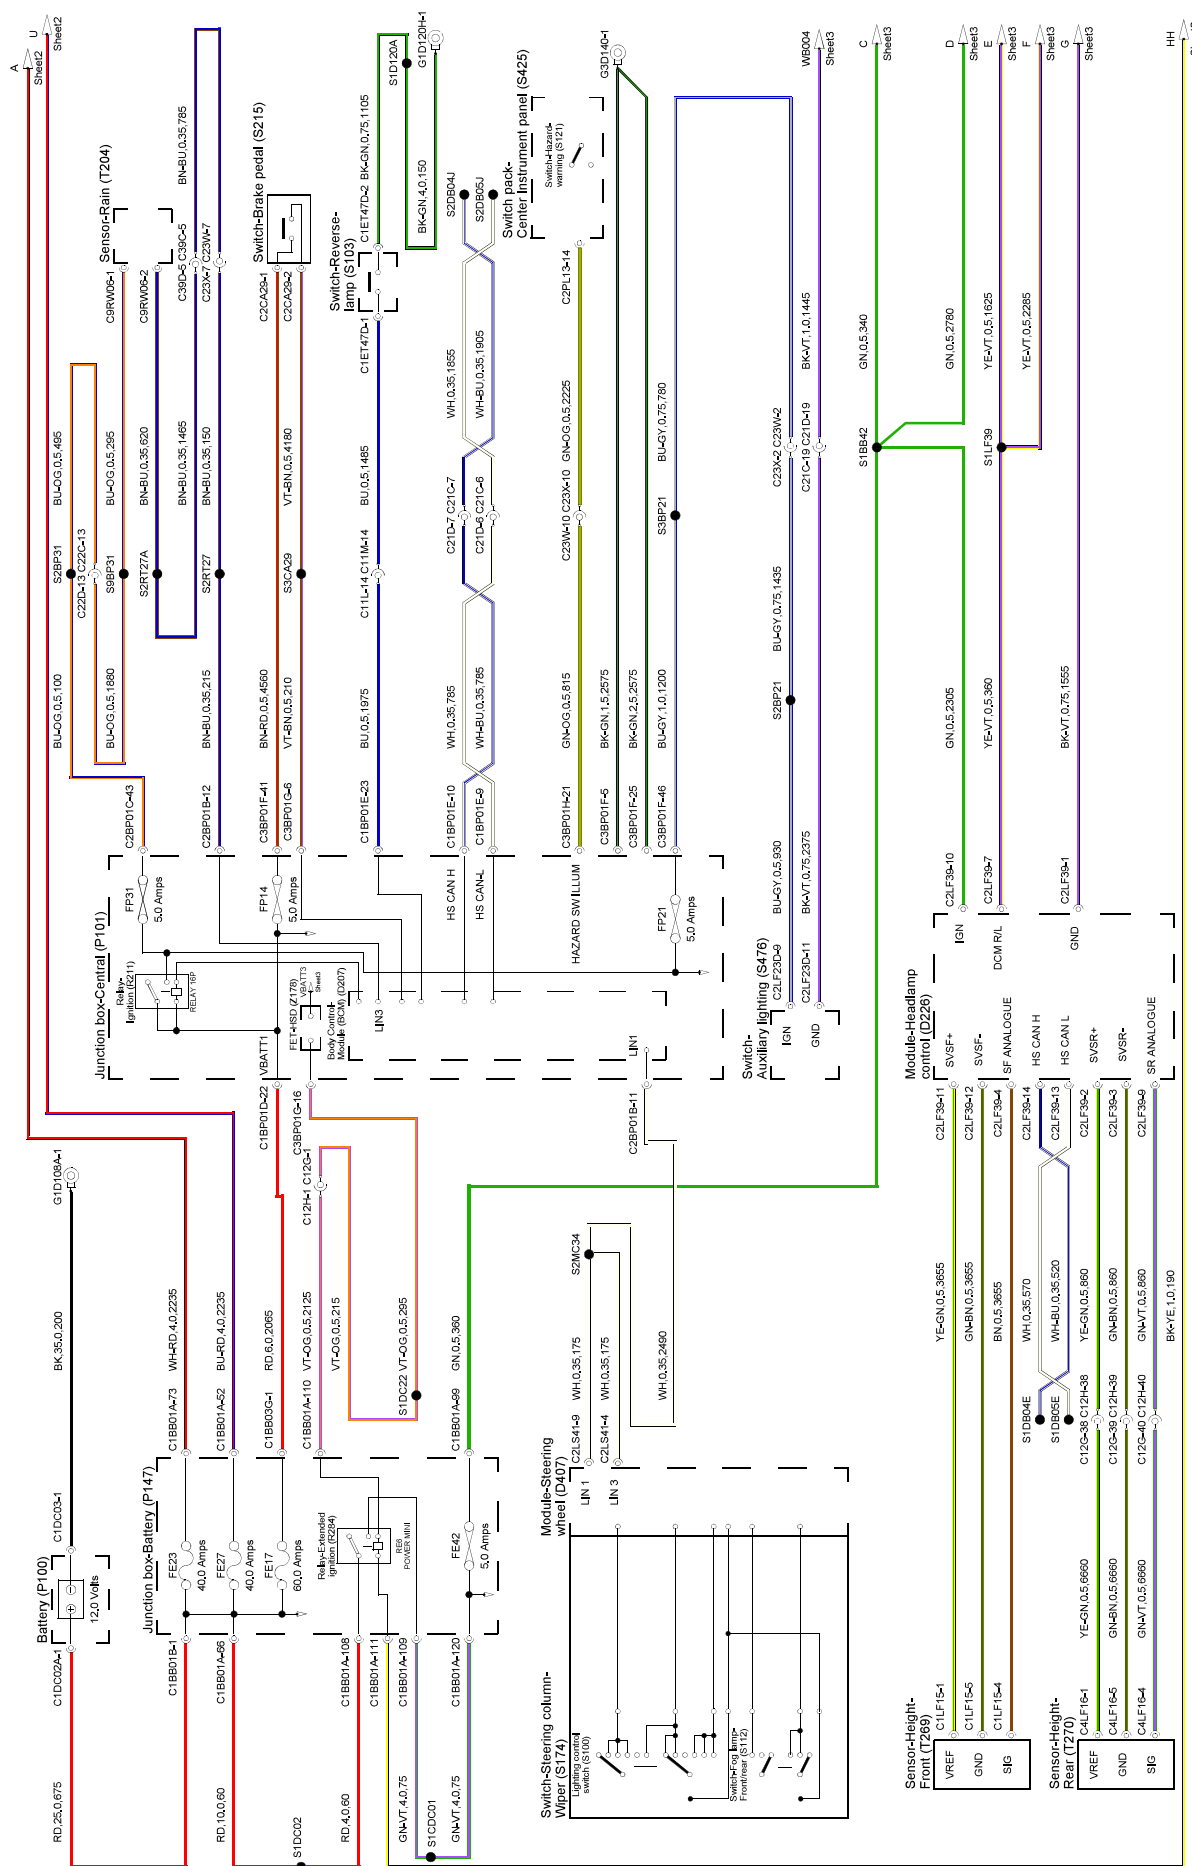 A
Sheet2
U
Sheet2
S1D120A
G1D120H-1
G3D140-1
WB004
Sheet3
C
Sheet3
D
Sheet3
E
Sheet3
F
Sheet3
G
Sheet3
HH
Sensor-Rain (T204)
BN-BU,0.35,785
Switch-Brake pedal (S215)
C1ET47D-2
BK-GN,0.75,1105
BK-GN,4.0,150
S2DB04J
S2DB05J
Switch pack-
Center Instrument panel (S425)
Switch-Hazard
warning (S121)
C9RW06-1
C9RW06-2
C39D-5
C39C-5
C23X-7
C23W-7
C2CA29-1
C2CA29-2
Switch-Reverse-
lamp (S103)
C1ET47D-1
C2PL13-14
BU-OG,0.5,495
BU-OG,0.5,295
BN-BU,0.35,620
BN-BU,0.35,1465
BN-BU,0.35,150
VT-BN,0.5,4180
BU,0.5,1485
WH,0.35,1855
WH-BU,0.35,1905
GN-OG,0.5,2225
BU-GY,0.75,780
BK-VT,1.0,1445
GN,0.5,340
GN,0.5,2780
YE-VT,0.5,1625
YE-VT,0.5,2285
S2BP31
C22D-13
C22C-13
S9BP31
S2RT27A
S2RT27
S3CA29
C11L-14
C11M-14
C21D-7
C21C-7
C21D-6
C21C-6
C23W-10
C23X-10
S3BP21
C23X-2
C23W-2
C21C-19
C21D-19
S1BB42
S1LF39
BU-OG,0.5,100
BU-OG,0.5,1880
BN-BU,0.35,215
BN-RD,0.5,4560
VT-BN,0.5,210
BU,0.5,1975
WH,0.35,785
WH-BU,0.35,785
GN-OG,0.5,815
BK-GN,1.5,2575
BK-GN,2.5,2575
BU-GY,1.0,1200
S2BP21
BU-GY,0.75,1435
GN,0.5,2305
YE-VT,0.5,360
BK-VT,0.75,1555
C2BP01C-43
C2BP01B-12
C3BP01F-41
C3BP01G-6
C1BP01E-23
C1BP01E-10
C1BP01E-9
C3BP01H-21
C3BP01F-5
C3BP01F-25
C3BP01F-46
BU-GY,0.5,930
BK-VT,0.75,2375
C2LF39-10
C2LF39-7
C2LF39-1
Junction box-Central (P101)
FP31
5.0 Amps
FP14
5.0 Amps
HS CAN H
HS CAN-L
HAZARD SW ILLUM
FP21
5.0 Amps
Relay-
Ignition (R211)
RELAY 16P
VBATT1
FET-HSD (Z178)
VBATT3
Sheet3
Body Control
Module (BCM) (D207)
LIN3
LIN1
Switch-
Auxiliary lighting (S476)
C2LF23D-9
C2LF23D-11
IGN
GND
Module-Headlamp
control (D226)
IGN
DCM R/L
GND
SVSF+
SVSF-
SF ANALOGUE
HS CAN H
HS CAN L
SVSR+
SVSR-
SR ANALOGUE
G1D108A-1
C1BP01D-22
C3BP01G-16
C2BP01B-11
C2LF39-11
C2LF39-12
C2LF39-4
C2LF39-14
C2LF39-13
C2LF39-2
C2LF39-3
C2LF39-9
C12H-1
C12G-1
S2MC34
BK,35.0,200
WH-RD,4.0,2235
BU-RD,4.0,2235
RD,6.0,2065
VT-OG,0.5,2125
VT-OG,0.5,215
S1DC22
VT-OG,0.5,295
GN,0.5,360
WH,0.35,175
WH,0.35,175
WH,0.35,2490
YE-GN,0.5,3655
GN-BN,0.5,3655
BN,0.5,3655
WH,0.35,570
WH-BU,0.35,520
YE-GN,0.5,860
GN-BN,0.5,860
GN-VT,0.5,860
BK-YE,1.0,190
C1DC03-1
C1BB01A-73
C1BB01A-52
C1BB03G-1
C1BB01A-110
C1BB01A-99
C2LS41-9
C2LS41-4
S1DB04E
S1DB05E
C12G-38
C12H-38
C12G-39
C12H-39
C12G-40
C12H-40
Battery (P100)
12.0 Volts
Junction box-Battery (P147)
FE23
40.0 Amps
FE27
40.0 Amps
FE17
60.0 Amps
Relay-Extended
ignition (R284)
RE6
POWER MINI
FE42
5.0 Amps
Module-Steering
wheel (D407)
LIN 1
LIN 3
C1DC02A-1
C1BB01B-1
C1BB01A-66
C1BB01A-108
C1BB01A-111
C1BB01A-109
C1BB01A-120
Switch-Steering column-
Wiper (S174)
Lighting control
switch (S100)
Switch-Fog lamp-
Front/rear (S112)
YE-GN,0.5,6660
GN-BN,0.5,6660
GN-VT,0.5,6660
RD,25.0,675
RD,10.0,60
S1DC02
RD,4.0,60
GN-VT,4.0,75
S1CDC01
GN-VT,4.0,75
Sensor-Height-
Front (T269)
C1LF15-1
C1LF15-5
C1LF15-4
VREF
GND
SIG
Sensor-Height-
Rear (T270)
C4LF16-1
C4LF16-5
C4LF16-4
VREF
GND
SIG